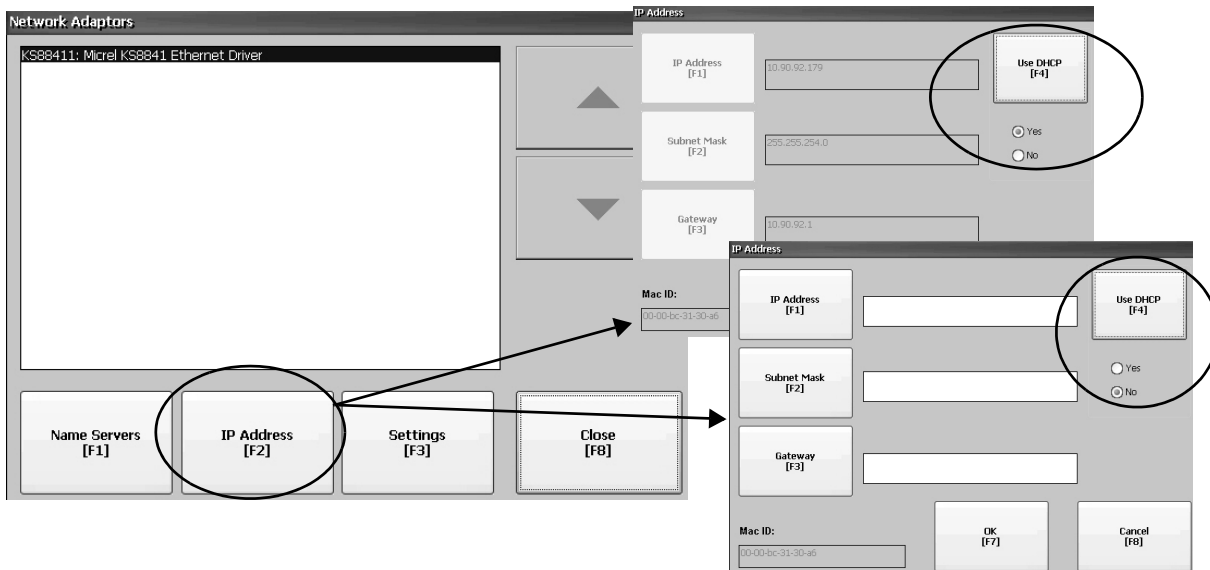 Network Adaptors
KS88411: Micrel KS8841 Ethernet Driver
Name Servers
[F1]
IP Address
[F2]
Settings
[F3]
Close
[F8]
IP Address
IP Address
[F1]
10.90.92.179
Use DHCP
[F4]
Yes
No
Subnet Mask
[F2]
255.255.254.0
Gateway
[F3]
10.90.92.1
Mac ID:
00-00-bc-31-30-a6
IP Address
IP Address
[F1]
Use DHCP
[F4]
Yes
No
Subnet Mask
[F2]
Gateway
[F3]
Mac ID:
00-00-bc-31-30-a6
OK
[F7]
Cancel
[F8]